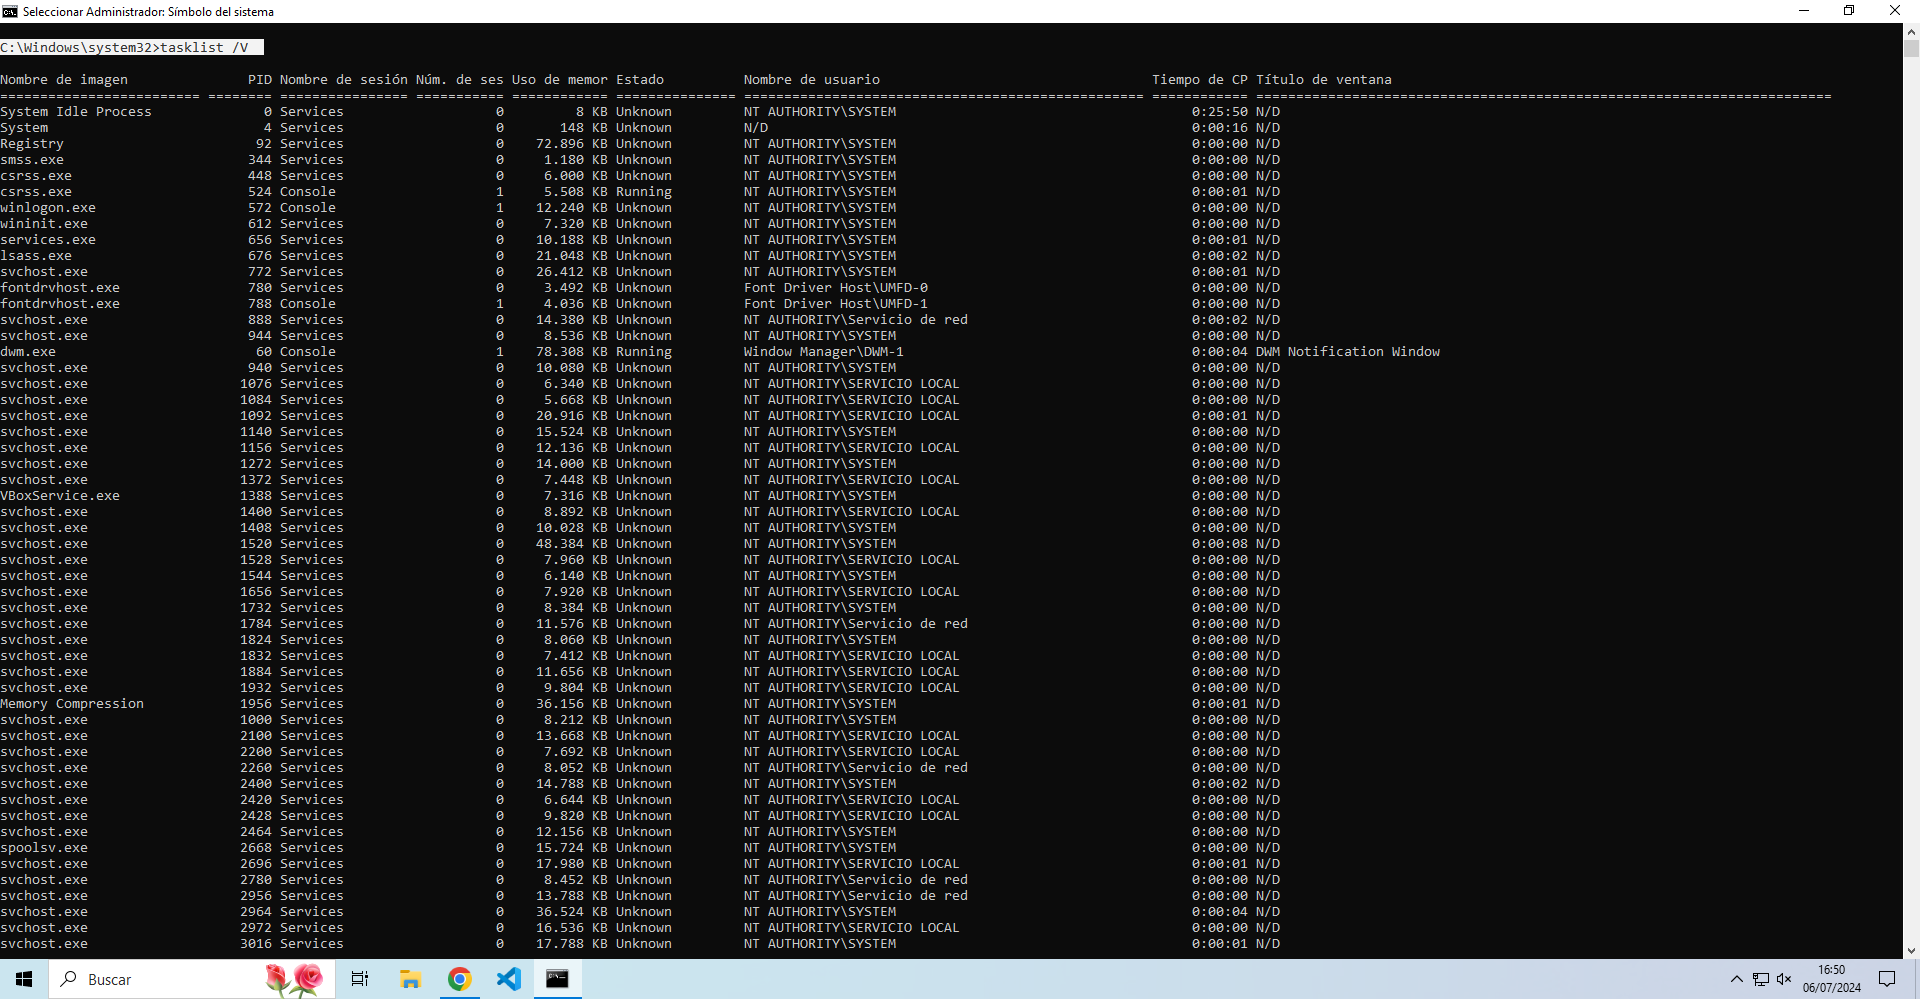 Seleccionar Administrador: Símbolo del sistema
C:\Windows\system32>tasklist /V
Nombre de imagen               PID Nombre de sesión Núm. de ses Uso de memor Estado          Nombre de usuario                                  Tiempo de CP Título de ventana
========================= ======== ================ =========== ============ =============== ================================================== ============ ========================================================================
System Idle Process              0 Services                   0         8 KB Unknown         NT AUTHORITY\SYSTEM                                     0:25:50 N/D
System                           4 Services                   0       148 KB Unknown         N/D                                                     0:00:16 N/D
Registry                        92 Services                   0    72.896 KB Unknown         NT AUTHORITY\SYSTEM                                     0:00:00 N/D
smss.exe                       344 Services                   0     1.180 KB Unknown         NT AUTHORITY\SYSTEM                                     0:00:00 N/D
csrss.exe                      448 Services                   0     6.000 KB Unknown         NT AUTHORITY\SYSTEM                                     0:00:00 N/D
csrss.exe                      524 Console                    1     5.508 KB Running         NT AUTHORITY\SYSTEM                                     0:00:01 N/D
winlogon.exe                   572 Console                    1    12.240 KB Unknown         NT AUTHORITY\SYSTEM                                     0:00:00 N/D
wininit.exe                    612 Services                   0     7.320 KB Unknown         NT AUTHORITY\SYSTEM                                     0:00:00 N/D
services.exe                   656 Services                   0    10.188 KB Unknown         NT AUTHORITY\SYSTEM                                     0:00:01 N/D
lsass.exe                      676 Services                   0    21.048 KB Unknown         NT AUTHORITY\SYSTEM                                     0:00:02 N/D
svchost.exe                    772 Services                   0    26.412 KB Unknown         NT AUTHORITY\SYSTEM                                     0:00:01 N/D
fontdrvhost.exe                780 Services                   0     3.492 KB Unknown         Font Driver Host\UMFD-0                                 0:00:00 N/D
fontdrvhost.exe                788 Console                    1     4.036 KB Unknown         Font Driver Host\UMFD-1                                 0:00:00 N/D
svchost.exe                    888 Services                   0    14.380 KB Unknown         NT AUTHORITY\Servicio de red                            0:00:02 N/D
svchost.exe                    944 Services                   0     8.536 KB Unknown         NT AUTHORITY\SYSTEM                                     0:00:00 N/D
dwm.exe                         60 Console                    1    78.308 KB Running         Window Manager\DWM-1                                    0:00:04 DWM Notification Window
svchost.exe                    940 Services                   0    10.080 KB Unknown         NT AUTHORITY\SYSTEM                                     0:00:00 N/D
svchost.exe                   1076 Services                   0     6.340 KB Unknown         NT AUTHORITY\SERVICIO LOCAL                             0:00:00 N/D
svchost.exe                   1084 Services                   0     5.668 KB Unknown         NT AUTHORITY\SERVICIO LOCAL                             0:00:00 N/D
svchost.exe                   1092 Services                   0    20.916 KB Unknown         NT AUTHORITY\SERVICIO LOCAL                             0:00:01 N/D
svchost.exe                   1140 Services                   0    15.524 KB Unknown         NT AUTHORITY\SYSTEM                                     0:00:00 N/D
svchost.exe                   1156 Services                   0    12.136 KB Unknown         NT AUTHORITY\SERVICIO LOCAL                             0:00:00 N/D
svchost.exe                   1272 Services                   0    14.000 KB Unknown         NT AUTHORITY\SYSTEM                                     0:00:00 N/D
svchost.exe                   1372 Services                   0     7.448 KB Unknown         NT AUTHORITY\SERVICIO LOCAL                             0:00:00 N/D
VBoxService.exe               1388 Services                   0     7.316 KB Unknown         NT AUTHORITY\SYSTEM                                     0:00:00 N/D
svchost.exe                   1400 Services                   0     8.892 KB Unknown         NT AUTHORITY\SERVICIO LOCAL                             0:00:00 N/D
svchost.exe                   1408 Services                   0    10.028 KB Unknown         NT AUTHORITY\SYSTEM                                     0:00:00 N/D
svchost.exe                   1520 Services                   0    48.384 KB Unknown         NT AUTHORITY\SYSTEM                                     0:00:08 N/D
svchost.exe                   1528 Services                   0     7.960 KB Unknown         NT AUTHORITY\SERVICIO LOCAL                             0:00:00 N/D
svchost.exe                   1544 Services                   0     6.140 KB Unknown         NT AUTHORITY\SYSTEM                                     0:00:00 N/D
svchost.exe                   1656 Services                   0     7.920 KB Unknown         NT AUTHORITY\SERVICIO LOCAL                             0:00:00 N/D
svchost.exe                   1732 Services                   0     8.384 KB Unknown         NT AUTHORITY\SYSTEM                                     0:00:00 N/D
svchost.exe                   1784 Services                   0    11.576 KB Unknown         NT AUTHORITY\Servicio de red                            0:00:00 N/D
svchost.exe                   1824 Services                   0     8.060 KB Unknown         NT AUTHORITY\SYSTEM                                     0:00:00 N/D
svchost.exe                   1832 Services                   0     7.412 KB Unknown         NT AUTHORITY\SERVICIO LOCAL                             0:00:00 N/D
svchost.exe                   1884 Services                   0    11.656 KB Unknown         NT AUTHORITY\SERVICIO LOCAL                             0:00:00 N/D
svchost.exe                   1932 Services                   0     9.804 KB Unknown         NT AUTHORITY\SERVICIO LOCAL                             0:00:00 N/D
Memory Compression            1956 Services                   0    36.156 KB Unknown         NT AUTHORITY\SYSTEM                                     0:00:01 N/D
svchost.exe                   1000 Services                   0     8.212 KB Unknown         NT AUTHORITY\SYSTEM                                     0:00:00 N/D
svchost.exe                   2100 Services                   0    13.668 KB Unknown         NT AUTHORITY\SERVICIO LOCAL                             0:00:00 N/D
svchost.exe                   2200 Services                   0     7.692 KB Unknown         NT AUTHORITY\SERVICIO LOCAL                             0:00:00 N/D
svchost.exe                   2260 Services                   0     8.052 KB Unknown         NT AUTHORITY\Servicio de red                            0:00:00 N/D
svchost.exe                   2400 Services                   0    14.788 KB Unknown         NT AUTHORITY\SYSTEM                                     0:00:02 N/D
svchost.exe                   2420 Services                   0     6.644 KB Unknown         NT AUTHORITY\SERVICIO LOCAL                             0:00:00 N/D
svchost.exe                   2428 Services                   0     9.820 KB Unknown         NT AUTHORITY\SERVICIO LOCAL                             0:00:00 N/D
svchost.exe                   2464 Services                   0    12.156 KB Unknown         NT AUTHORITY\SYSTEM                                     0:00:00 N/D
spoolsv.exe                   2668 Services                   0    15.724 KB Unknown         NT AUTHORITY\SYSTEM                                     0:00:00 N/D
svchost.exe                   2696 Services                   0    17.980 KB Unknown         NT AUTHORITY\SERVICIO LOCAL                             0:00:01 N/D
svchost.exe                   2780 Services                   0     8.452 KB Unknown         NT AUTHORITY\Servicio de red                            0:00:00 N/D
svchost.exe                   2956 Services                   0    13.788 KB Unknown         NT AUTHORITY\Servicio de red                            0:00:00 N/D
svchost.exe                   2964 Services                   0    36.524 KB Unknown         NT AUTHORITY\SYSTEM                                     0:00:04 N/D
svchost.exe                   2972 Services                   0    16.536 KB Unknown         NT AUTHORITY\SERVICIO LOCAL                             0:00:00 N/D
svchost.exe                   3016 Services                   0    17.788 KB Unknown         NT AUTHORITY\SYSTEM                                     0:00:01 N/D
Buscar
16:50
06/07/2024